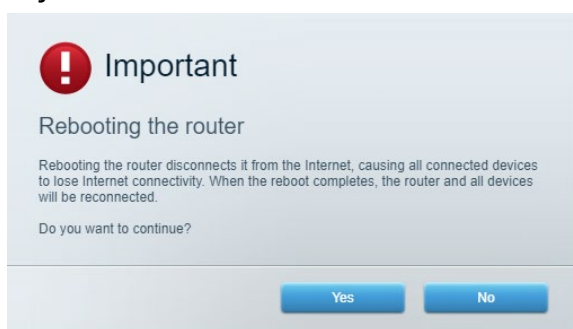 Important
Rebooting the router
Rebooting the router disconnects it from the Internet, causing all connected devices
to lose Internet connectivity. When the reboot completes, the router and all devices
will be reconnected.
Do you want to continue?
Yes No